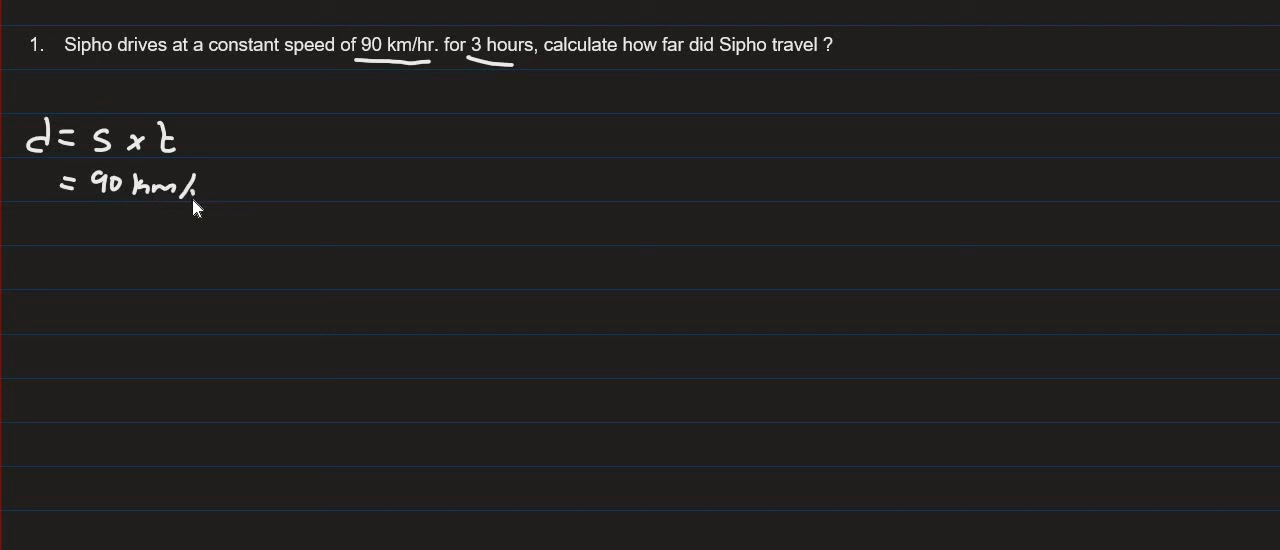 1. Sipho drives at a constant speed of 90 km/hr. for 3 hours, calculate how far did Sipho travel ?
d = s × t
= 90 km/